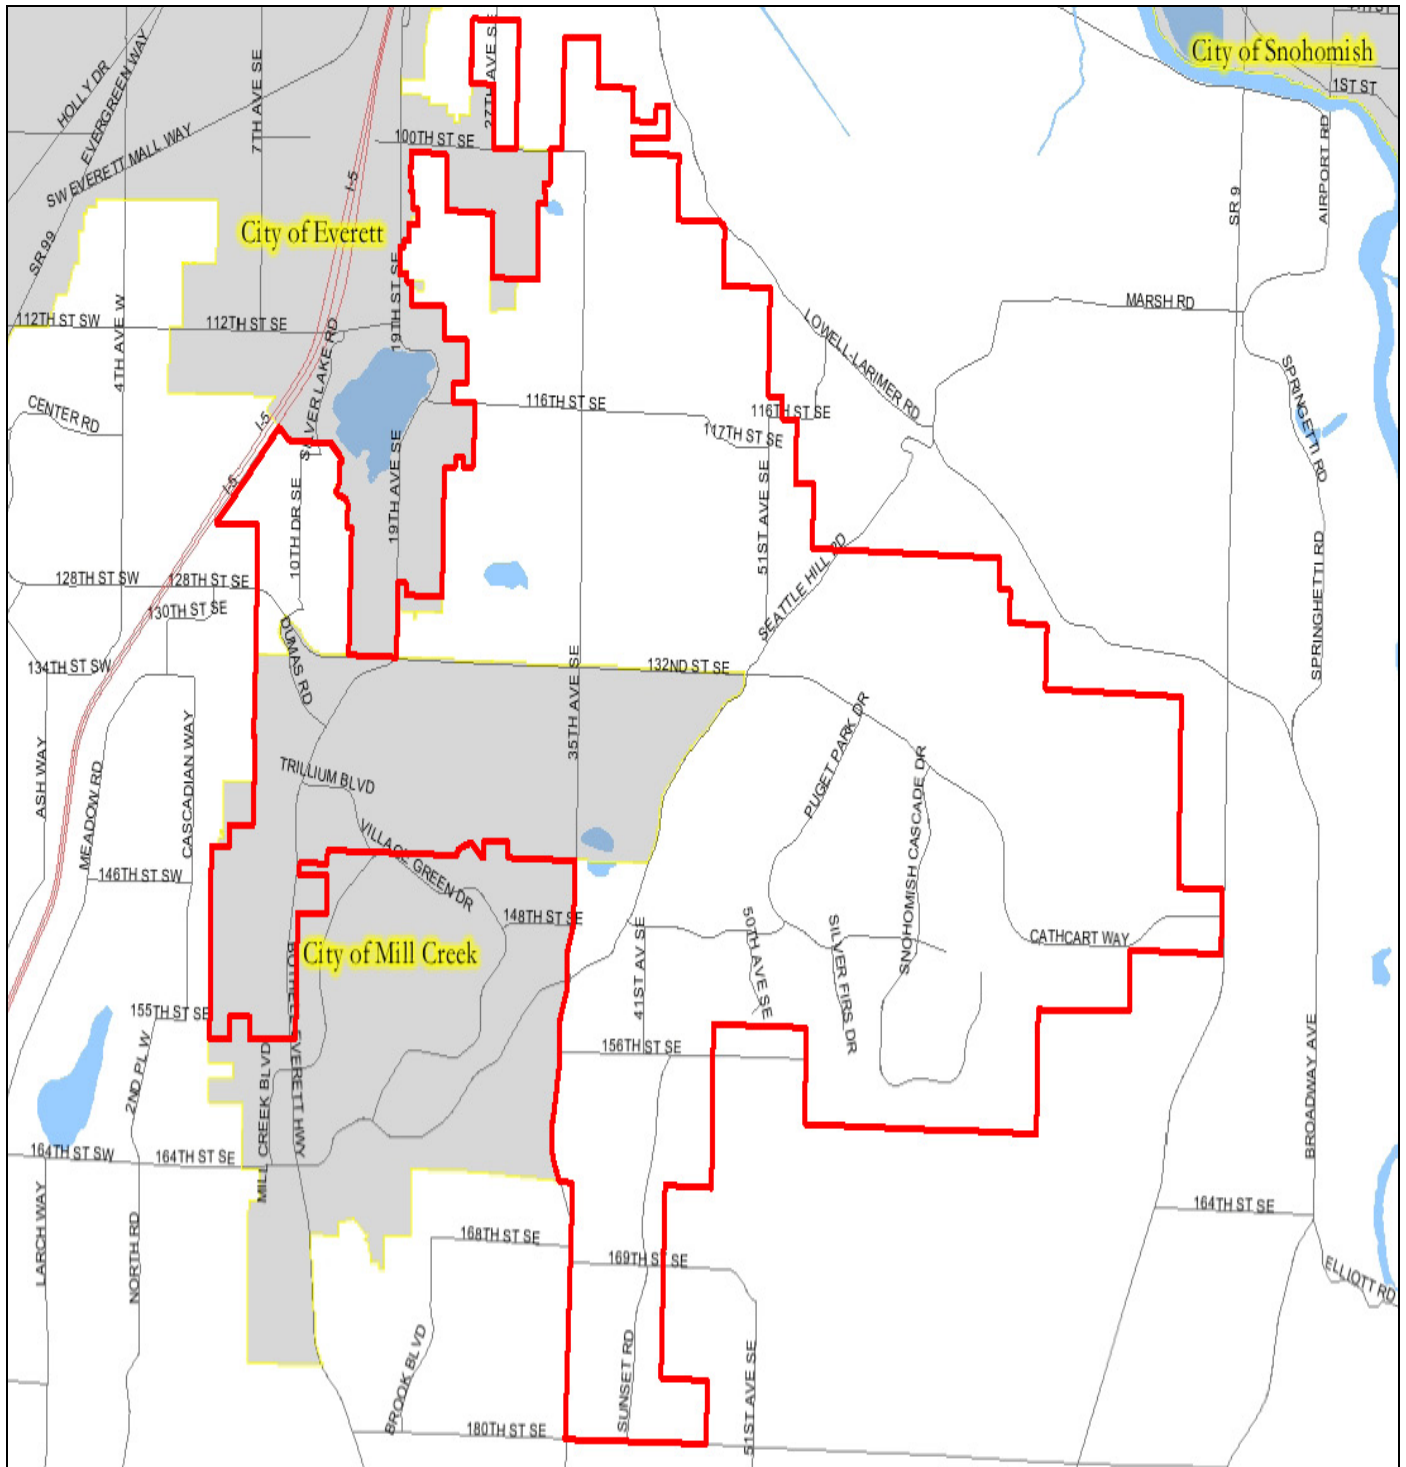 City of Snohomish
1ST ST
HOLLY DR
EVERGREEN WAY
7TH AVE SE
27TH AVE SE
SW EVERETT MALL WAY
100TH ST SE
I-5
AIRPORT RD
SR 9
City of Everett
SR 99
19TH ST SE
MARSH RD
112TH ST SW
112TH ST SE
4TH AVE W
SILVER LAKE RD
LOWELL-LARIMER RD
SPRINGETTI RD
CENTER RD
I-5
116TH ST SE
116TH ST SE
117TH ST SE
I-5
10TH DR SE
19TH AVE SE
51ST AVE SE
SEATTLE HILL RD
SPRINGHETTI RD
128TH ST SW
128TH ST SE
130TH ST SE
DUMAS RD
134TH ST SW
132ND ST SE
35TH AVE SE
PUGET PARK DR
ASH WAY
MEADOW RD
CASCADIAN WAY
TRILLIUM BLVD
SNOHOMISH CASCADE DR
VILLAGE GREEN DR
146TH ST SW
148TH ST SE
City of Mill Creek
BOTHELL EVERETT HWY
41ST AV SE
50TH AVE SE
SILVER FIRS DR
CATHCART WAY
155TH ST SE
2ND PL W
156TH ST SE
MILL CREEK BLVD
BROADWAY AVE
164TH ST SW
164TH ST SE
164TH ST SE
LARCH WAY
NORTH RD
168TH ST SE
169TH ST SE
ELLIOTT RD
BROOK BLVD
SUNSET RD
51ST AVE SE
180TH ST SE